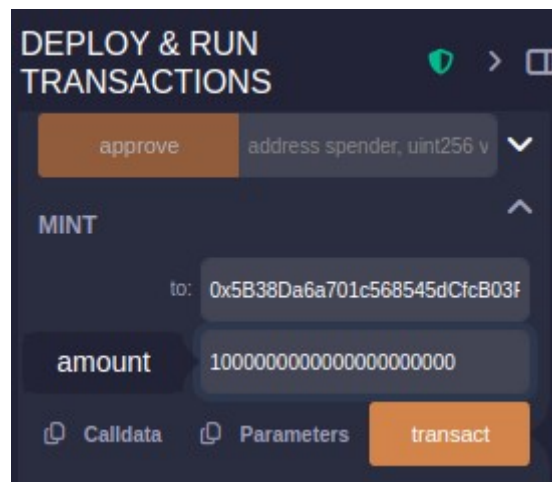 DEPLOY & RUN
TRANSACTIONS
approve address spender, uint256 v
MINT
to: 0x5B38Da6a701c568545dCfcB03F
amount 1000000000000000000000
Calldata Parameters transact